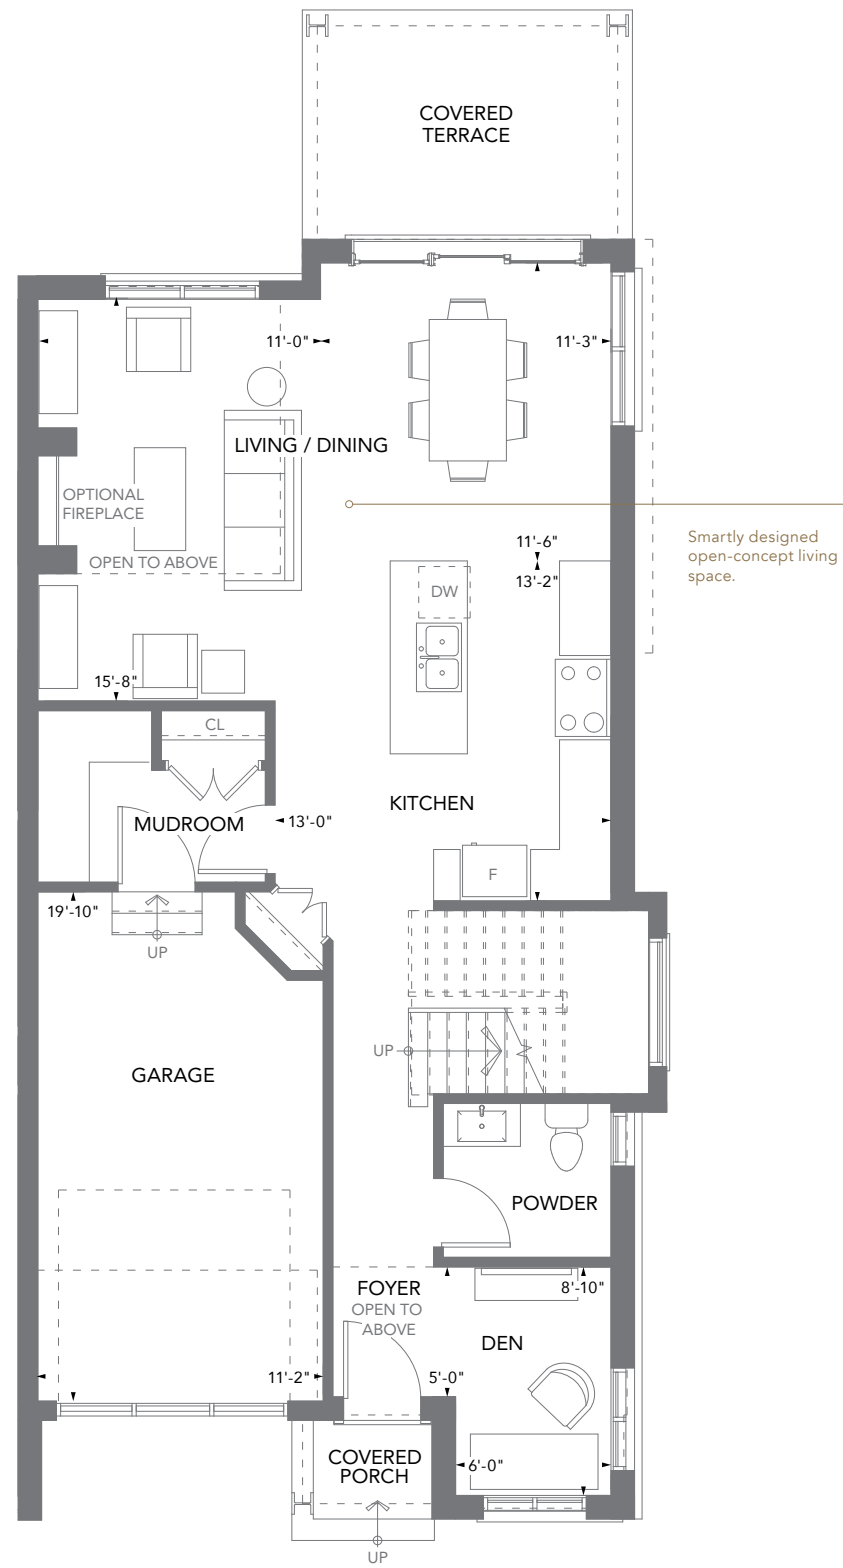 COVERED
TERRACE
11'-0"
11'-3"
LIVING / DINING
OPTIONAL
FIREPLACE
Smartly designed
open-concept living
space.
11'-6"
13'-2"
OPEN TO ABOVE
DW
15'-8"
CL
KITCHEN
MUDROOM
13'-0"
F
19'-10"
UP
UP
GARAGE
POWDER
FOYER
OPEN TO
ABOVE
8'-10"
DEN
11'-2"
5'-0"
COVERED
PORCH
6'-0"
UP